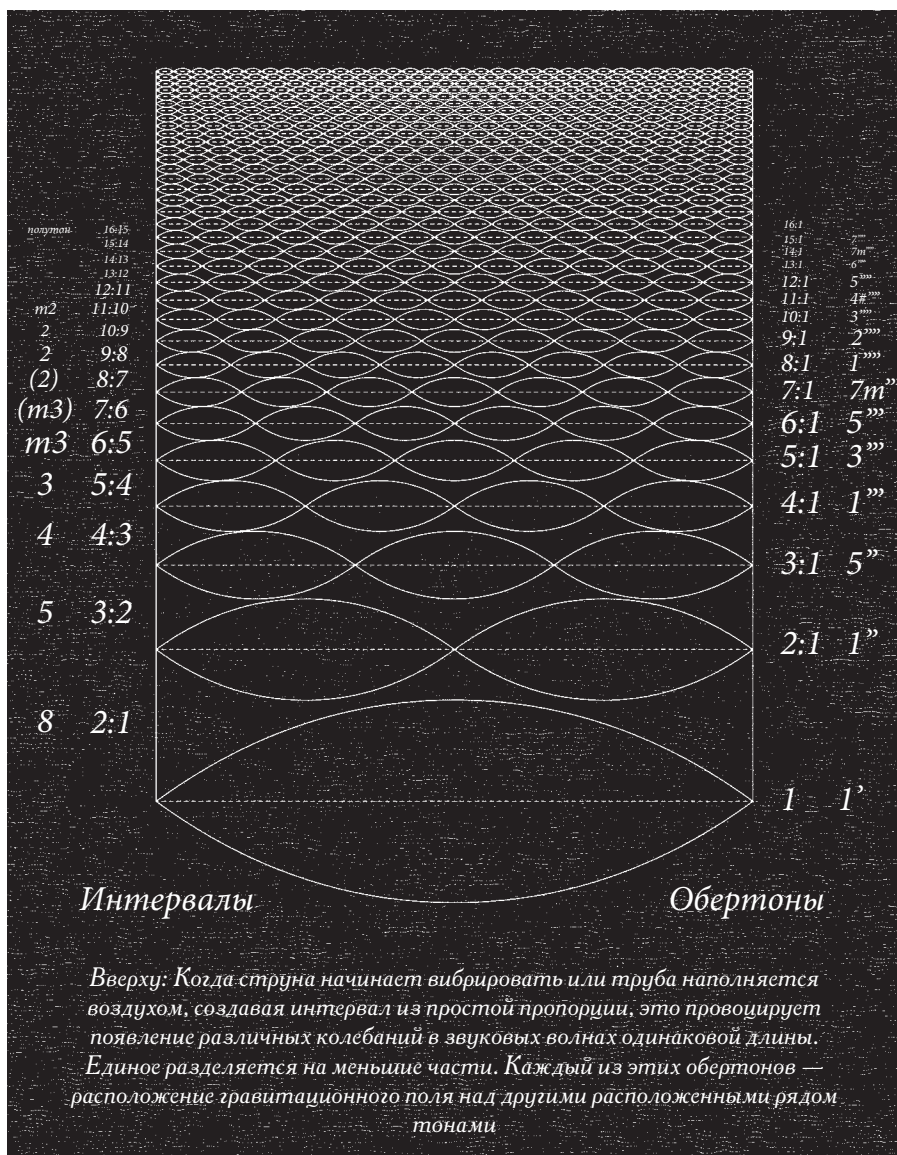 полутон 16:15
15:14
14:13
13:12
12:11
m2 11:10
2 10:9
2 9:8
(2) 8:7
(m3) 7:6
m3 6:5
3 5:4
4 4:3
5 3:2
8 2:1
Интервалы
16:1
15:1 7””
14:1 7m””
13:1 6””
12:1 5””
11:1 4#””
10:1 3””
9:1 2””
8:1 1””
7:1 7m”’
6:1 5”’
5:1 3”’
4:1 1”’
3:1 5”
2:1 1”
1 1’
Обертоны
Вверху: Когда струна начинает вибрировать или труба наполняется
воздухом, создавая интервал из простой пропорции, это провоцирует
появление различных колебаний в звуковых волнах одинаковой длины.
Единое разделяется на меньшие части. Каждый из этих обертонов —
расположение гравитационного поля над другими расположенными рядом
тонами